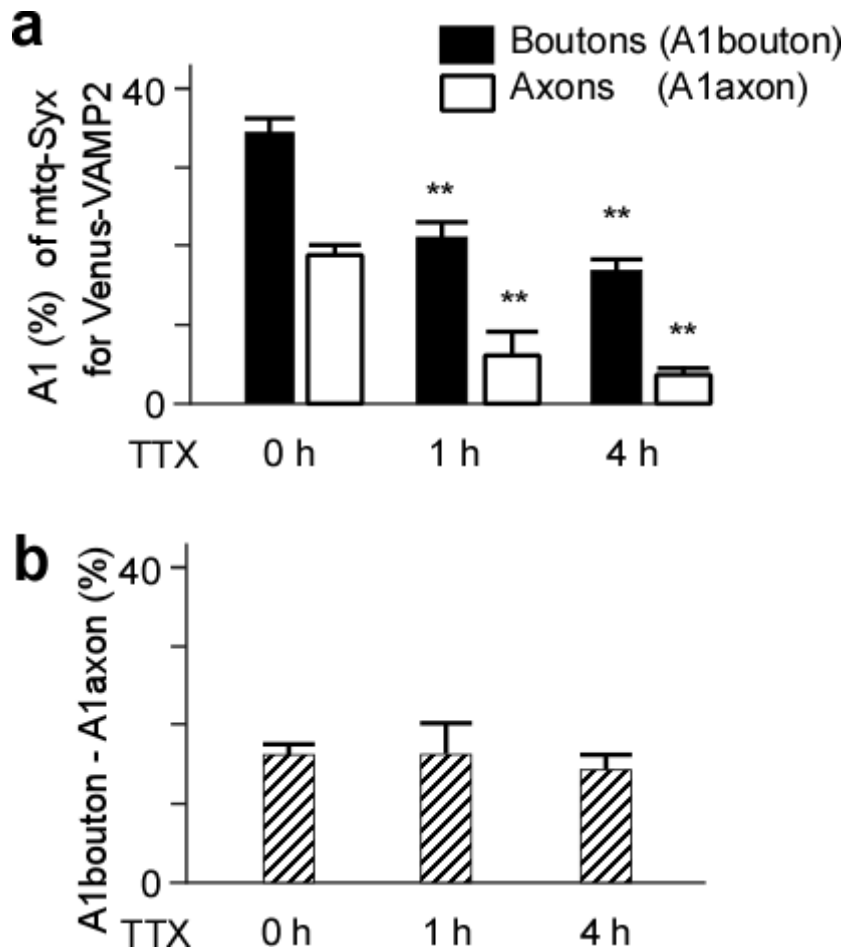 a
Boutons (A1bouton)
Axons (A1axon)
A1 (%) of mtq-Syx
for Venus-VAMP2
40
0
** ** ** **
TTX 0 h 1 h 4 h
b
A1bouton - A1axon (%)
40
0
TTX 0 h 1 h 4 h